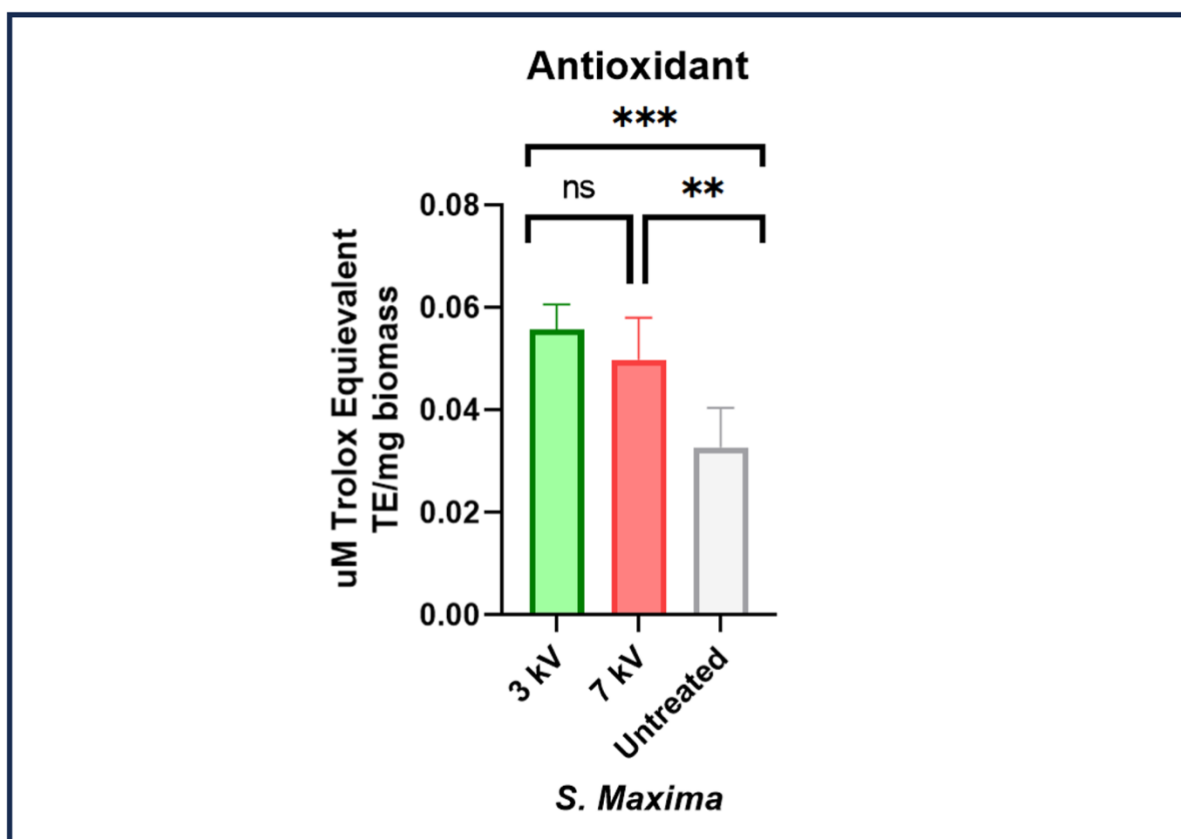 Antioxidant
***
ns
**
0.08
0.06
0.04
0.02
0.00
uM Trolox Equievalent
TE/mg biomass
3 kV
7 kV
Untreated
S. Maxima